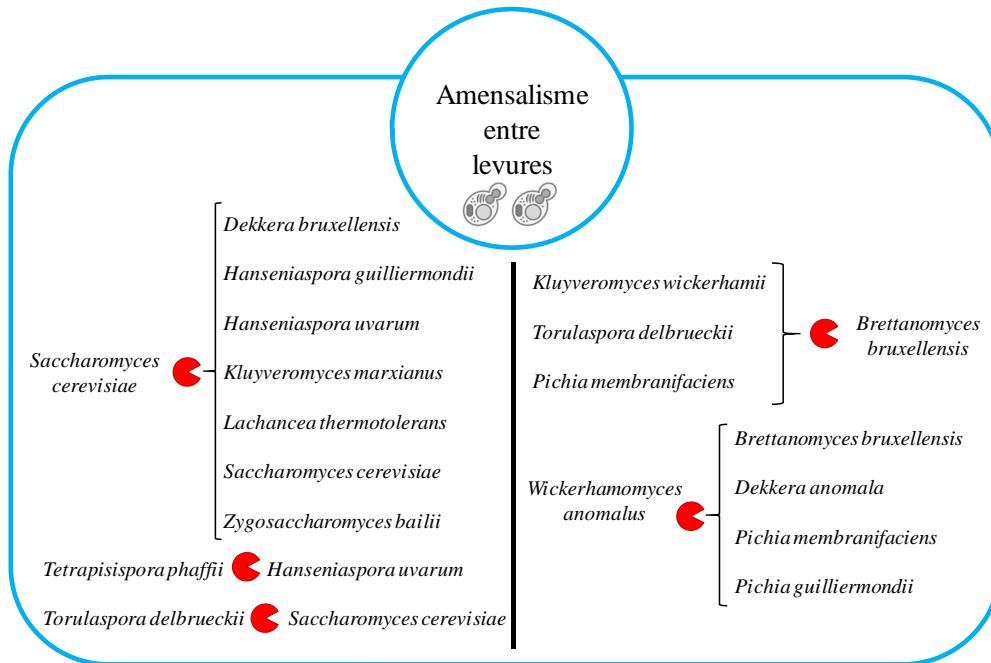 Amensalisme
entre
levures
Saccharomyces
cerevisiae
Dekkera bruxellensis
Hanseniaspora guilliermondii
Hanseniaspora uvarum
Kluyveromyces marxianus
Lachancea thermotolerans
Saccharomyces cerevisiae
Zygosaccharomyces bailii
Tetrapisispora phaffii Hanseniaspora uvarum
Torulaspora delbrueckii Saccharomyces cerevisiae
Kluyveromyces wickerhamii
Torulaspora delbrueckii
Pichia membranifaciens
Brettanomyces
bruxellensis
Wickerhamomyces
anomalus
Brettanomyces bruxellensis
Dekkera anomala
Pichia membranifaciens
Pichia guilliermondii